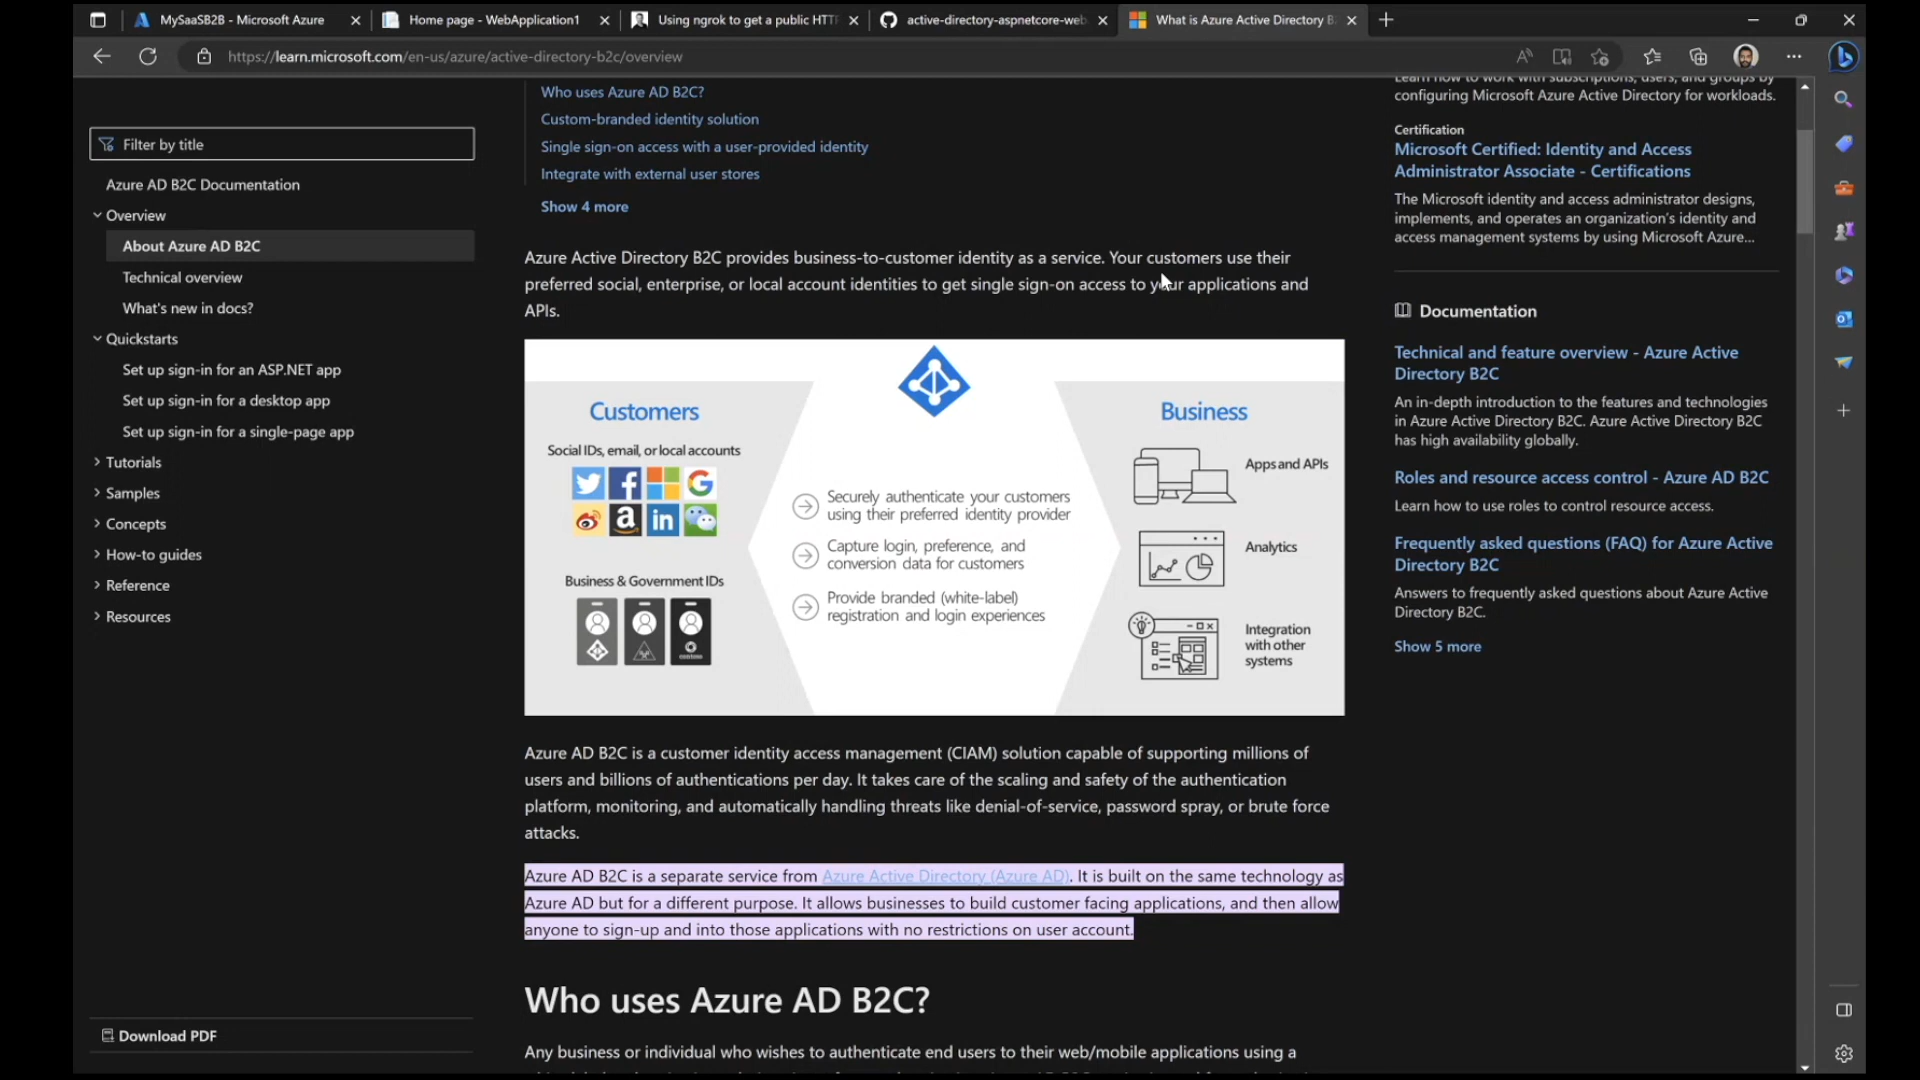 MySaaSB2B - Microsoft Azure
Home page - WebApplication1
Using ngrok to get a public HTT
active-directory-aspnetcore-web
What is Azure Active Directory B
https://learn.microsoft.com/en-us/azure/active-directory-b2c/overview
Filter by title
Azure AD B2C Documentation
Overview
About Azure AD B2C
Technical overview
What's new in docs?
Quickstarts
Set up sign-in for an ASP.NET app
Set up sign-in for a desktop app
Set up sign-in for a single-page app
Tutorials
Samples
Concepts
How-to guides
Reference
Resources
Download PDF
Who uses Azure AD B2C?
Custom-branded identity solution
Single sign-on access with a user-provided identity
Integrate with external user stores
Show 4 more
Azure Active Directory B2C provides business-to-customer identity as a service. Your customers use their
preferred social, enterprise, or local account identities to get single sign-on access to your applications and
APIs.
Customers
Social IDs, email, or local accounts
Business & Government IDs
contoso
Securely authenticate your customers
using their preferred identity provider
Capture login, preference, and
conversion data for customers
Provide branded (white-label)
registration and login experiences
Business
Apps and APIs
Analytics
Integration
with other
systems
Azure AD B2C is a customer identity access management (CIAM) solution capable of supporting millions of
users and billions of authentications per day. It takes care of the scaling and safety of the authentication
platform, monitoring, and automatically handling threats like denial-of-service, password spray, or brute force
attacks.
Azure AD B2C is a separate service from Azure Active Directory (Azure AD). It is built on the same technology as
Azure AD but for a different purpose. It allows businesses to build customer facing applications, and then allow
anyone to sign-up and into those applications with no restrictions on user account.
Who uses Azure AD B2C?
Any business or individual who wishes to authenticate end users to their web/mobile applications using a
Learn how to work with subscriptions, users, and groups by
configuring Microsoft Azure Active Directory for workloads.
Certification
Microsoft Certified: Identity and Access
Administrator Associate - Certifications
The Microsoft identity and access administrator designs,
implements, and operates an organization's identity and
access management systems by using Microsoft Azure...
Documentation
Technical and feature overview - Azure Active
Directory B2C
An in-depth introduction to the features and technologies
in Azure Active Directory B2C. Azure Active Directory B2C
has high availability globally.
Roles and resource access control - Azure AD B2C
Learn how to use roles to control resource access.
Frequently asked questions (FAQ) for Azure Active
Directory B2C
Answers to frequently asked questions about Azure Active
Directory B2C.
Show 5 more